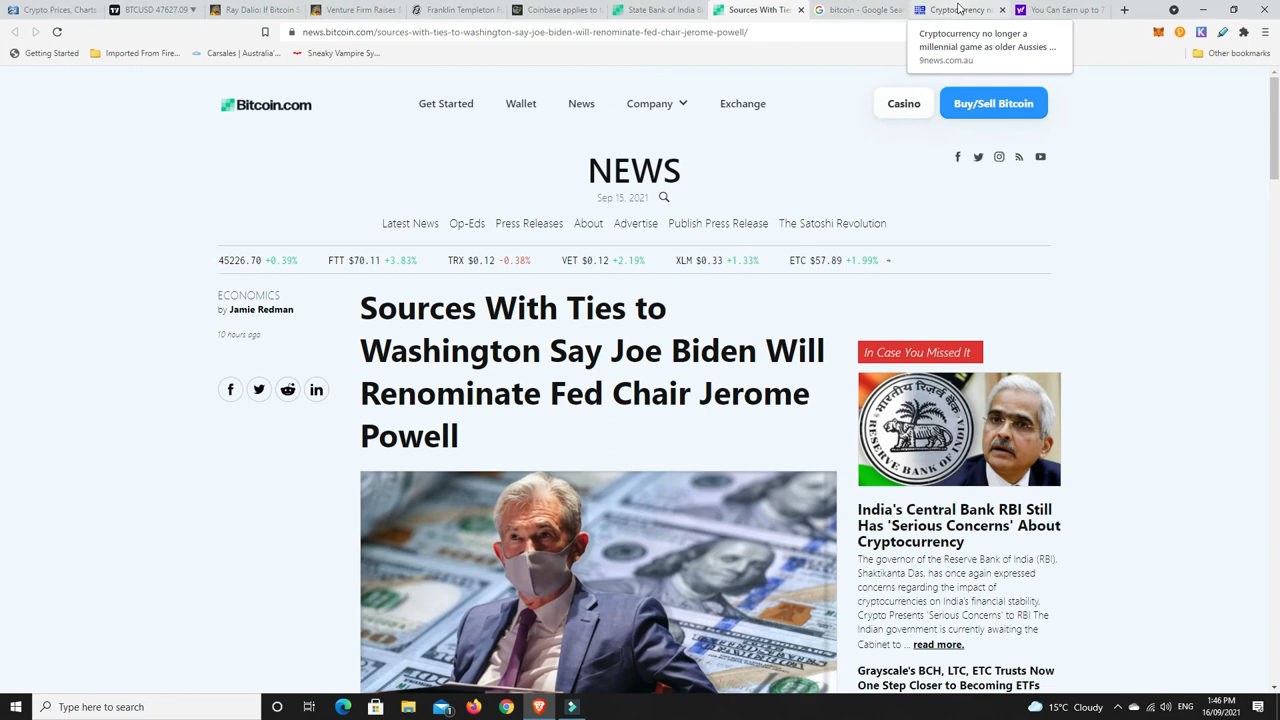 Crypto Prices, Charts
BTCUSD 47627.09
Ray Dalio: If Bitcoin S
Venture Firm Raises $
Franklin Templeton F
Coinbase applies to t
State Bank of India Bl
Sources With Ties
bitcoin - Google Sear
Cryptocurrency no
You Can Earn up to 7
news.bitcoin.com/sources-with-ties-to-washington-say-joe-biden-will-renominate-fed-chair-jerome-powell/
Cryptocurrency no longer a
millennial game as older Aussies ...
9news.com.au
Getting Started
Imported From Fire...
Carsales | Australia'...
Sneaky Vampire Sy...
Other bookmarks
Bitcoin.com
Get Started
Wallet
News
Company
Exchange
Casino
Buy/Sell Bitcoin
NEWS
Sep 15, 2021
Latest News
Op-Eds
Press Releases
About
Advertise
Publish Press Release
The Satoshi Revolution
45226.70 +0.39%
FTT $70.11 +3.83%
TRX $0.12 -0.38%
VET $0.12 +2.19%
XLM $0.33 +1.33%
ETC $57.89 +1.99%
ECONOMICS
by Jamie Redman
10 hours ago
Sources With Ties to
Washington Say Joe Biden Will
Renominate Fed Chair Jerome
Powell
In Case You Missed It
भारतीय रिज़र्व बैंक
RESERVE BANK OF INDIA
India's Central Bank RBI Still
Has 'Serious Concerns' About
Cryptocurrency
The governor of the Reserve Bank of India (RBI),
Shaktikanta Das, has once again expressed
concerns regarding the impact of
cryptocurrencies on India's financial stability.
Crypto Presents 'Serious Concerns' to RBI The
Indian government is currently awaiting the
Cabinet to ... read more.
Grayscale's BCH, LTC, ETC Trusts Now
One Step Closer to Becoming ETFs
Type here to search
15°C Cloudy
ENG
1:46 PM
16/09/2021